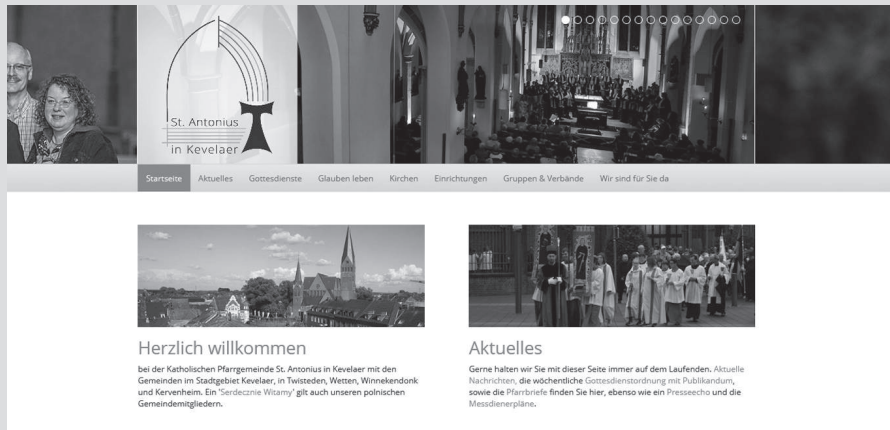 St. Antonius
in Kevelaer
Startseite Aktuelles Gottesdienste Glauben leben Kirchen Einrichtungen Gruppen & Verbände Wir sind für Sie da
Herzlich willkommen
bei der Katholischen Pfarrgemeinde St. Antonius in Kevelaer mit den
Gemeinden im Stadtgebiet Kevelaer, in Twisteden, Wetten, Winnekendonk
und Kervenheim. Ein 'Serdecznie Witamy' gilt auch unseren polnischen
Gemeindemitgliedern.
Aktuelles
Gerne halten wir Sie mit dieser Seite immer auf dem Laufenden. Aktuelle
Nachrichten, die wöchentliche Gottesdienstordnung mit Publikandum,
sowie die Pfarrbriefe finden Sie hier, ebenso wie ein Presseecho und die
Messdienerpläne.